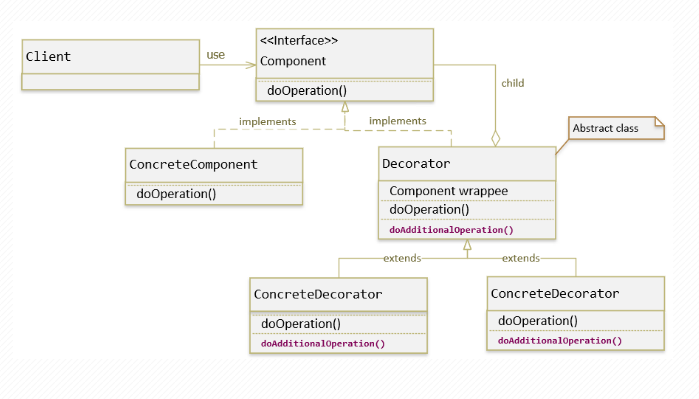 Client
use
<<Interface>>
Component
doOperation()
child
implements
implements
Abstract class
ConcreteComponent
doOperation()
Decorator
Component wrappee
doOperation()
doAdditionalOperation()
extends
extends
ConcreteDecorator
doOperation()
doAdditionalOperation()
ConcreteDecorator
doOperation()
doAdditionalOperation()